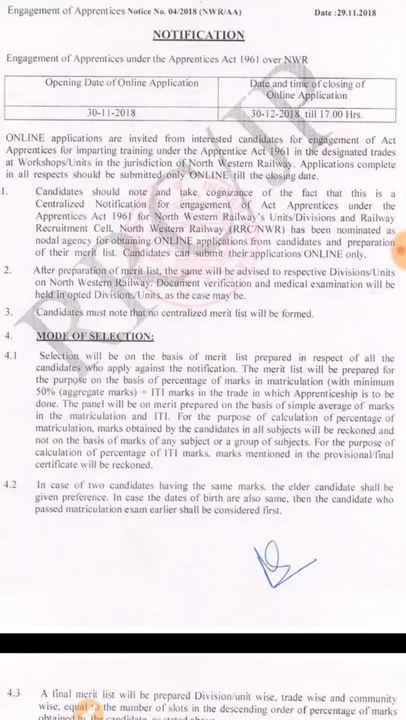 Engagement of Apprentices Notice No. 04/2018 (NWR/AA) Date :29.11.2018
NOTIFICATION
Engagement of Apprentices under the Apprentices Act 1961 over NWR
Opening Date of Online Application
Date and time of closing of
Online Application
30-11-2018
30-12-2018 till 17.00 Hrs.
ONLINE applications are invited from interested candidates for engagement of Act
Apprentices for imparting training under the Apprentice Act 1961 in the designated trades
at Workshops/Units in the jurisdiction of North Western Railway. Applications complete
in all respects should be submitted only ONLINE till the closing date.
1. Candidates should note and take cognizance of the fact that this is a
Centralized Notification for engagement of Act Apprentices under the
Apprentices Act 1961 for North Western Railway's Units/Divisions and Railway
Recruitment Cell, North Western Railway (RRC/NWR) has been nominated as
nodal agency for obtaining ONLINE applications from candidates and preparation
of their merit list. Candidates can submit their applications ONLINE only.
2. After preparation of merit list, the same will be advised to respective Divisions/Units
on North Western Railway. Document verification and medical examination will be
held in opted Divisions/Units, as the case may be.
3. Candidates must note that no centralized merit list will be formed.
4. MODE OF SELECTION:
4.1 Selection will be on the basis of merit list prepared in respect of all the
candidates who apply against the notification. The merit list will be prepared for
the purpose on the basis of percentage of marks in matriculation (with minimum
50% (aggregate marks) + ITI marks in the trade in which Apprenticeship is to be
done. The panel will be on merit prepared on the basis of simple average of marks
in the matriculation and ITI. For the purpose of calculation of percentage of
matriculation, marks obtained by the candidates in all subjects will be reckoned and
not on the basis of marks of any subject or a group of subjects. For the purpose of
calculation of percentage of ITI marks, marks mentioned in the provisional/final
certificate will be reckoned.
4.2 In case of two candidates having the same marks, the elder candidate shall be
given preference. In case the dates of birth are also same, then the candidate who
passed matriculation exam earlier shall be considered first.
4.3 A final merit list will be prepared Division/unit wise, trade wise and community
wise, equal to the number of slots in the descending order of percentage of marks
obtained by the candidate as stated above